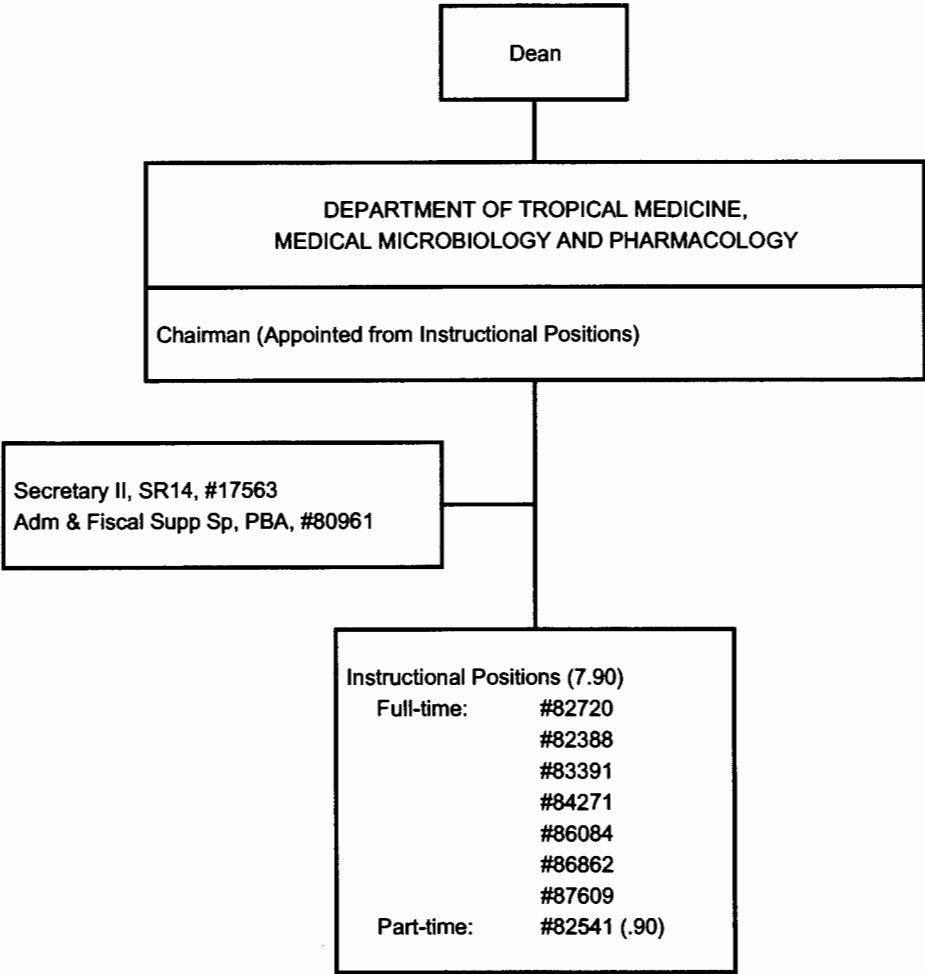 Dean
DEPARTMENT OF TROPICAL MEDICINE,
MEDICAL MICROBIOLOGY AND PHARMACOLOGY
Chairman (Appointed from Instructional Positions)
Secretary II, SR14, #17563
Adm & Fiscal Supp Sp, PBA, #80961
Instructional Positions (7.90)
Full-time: #82720
#82388
#83391
#84271
#86084
#86862
#87609
Part-time: #82541 (.90)